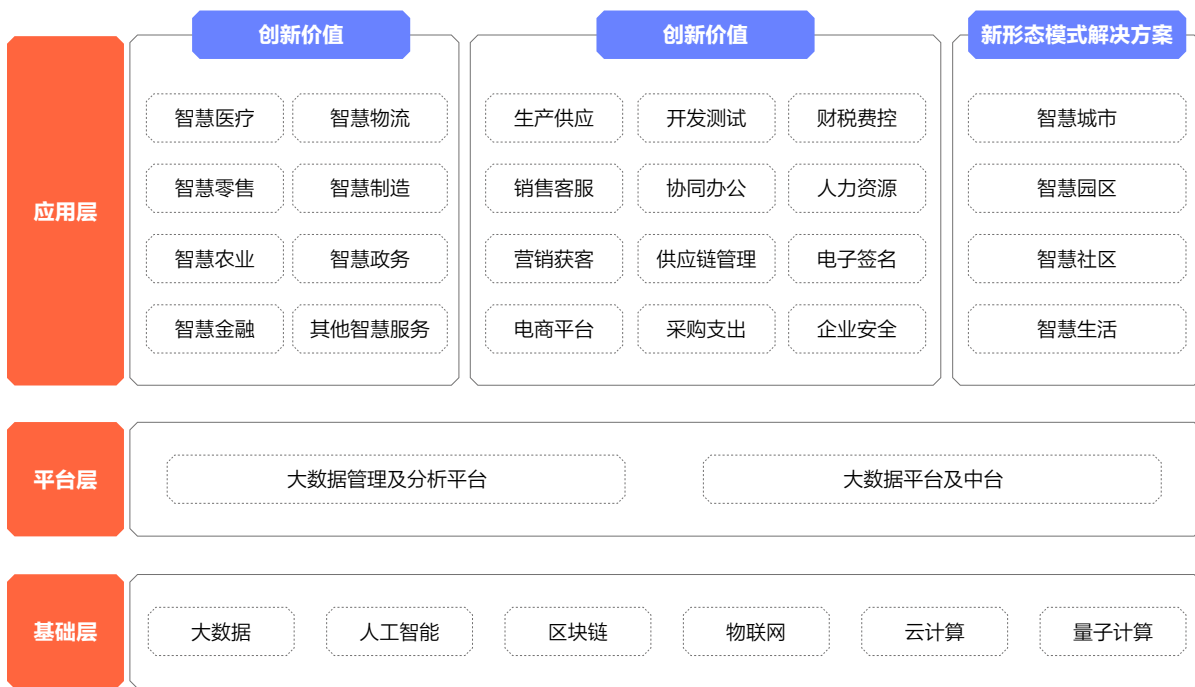 创新价值
创新价值
新形态模式解决方案
应用层
智慧医疗
智慧物流
智慧零售
智慧制造
智慧农业
智慧政务
智慧金融
其他智慧服务
生产供应
开发测试
财税费控
销售客服
协同办公
人力资源
营销获客
供应链管理
电子签名
电商平台
采购支出
企业安全
智慧城市
智慧园区
智慧社区
智慧生活
平台层
大数据管理及分析平台
大数据平台及中台
基础层
大数据
人工智能
区块链
物联网
云计算
量子计算